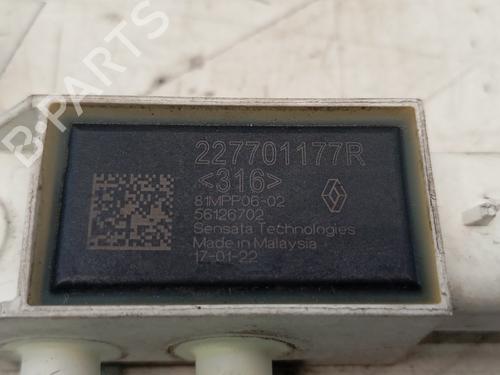 B-PARTS
227701177R
<316>
81MPP06-02
56126702
Sensata Technologies
Made in Malaysia
17-01-22